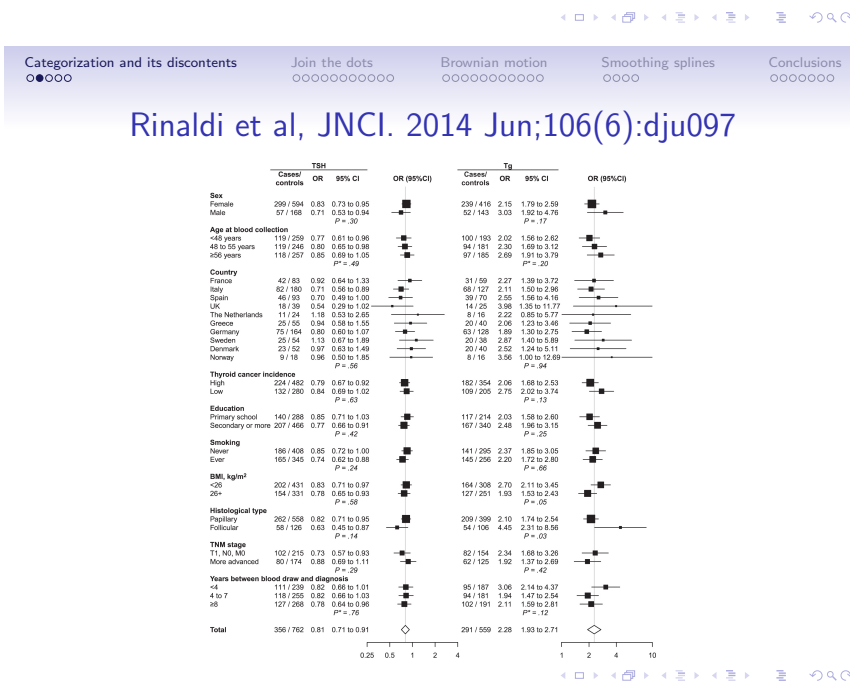 Categorization and its discontents Join the dots Brownian motion Smoothing splines Conclusions
Rinaldi et al, JNCI. 2014 Jun;106(6):dju097
TSH Tg
Cases/ controls OR 95% CI OR (95%CI) Cases/ controls OR 95% CI OR (95%CI)
Sex
Female 299 / 594 0.83 0.73 to 0.95 239 / 416 2.15 1.79 to 2.59
Male 57 / 168 0.71 0.53 to 0.94 52 / 143 3.03 1.92 to 4.76
P = .30 P = .17
Age at blood collection
<48 years 119 / 259 0.77 0.61 to 0.96 100 / 193 2.02 1.56 to 2.62
48 to 55 years 119 / 246 0.80 0.65 to 0.98 94 / 181 2.30 1.69 to 3.12
≥56 years 118 / 257 0.85 0.69 to 1.05 97 / 185 2.69 1.91 to 3.79
P* = .49 P* = .20
Country
France 42 / 83 0.92 0.64 to 1.33 31 / 59 2.27 1.39 to 3.72
Italy 82 / 180 0.71 0.56 to 0.89 68 / 127 2.11 1.50 to 2.96
Spain 46 / 93 0.70 0.49 to 1.00 39 / 70 2.55 1.56 to 4.16
UK 18 / 39 0.54 0.29 to 1.02 14 / 25 3.98 1.35 to 11.77
The Netherlands 11 / 24 1.18 0.53 to 2.65 8 / 16 2.22 0.85 to 5.77
Greece 25 / 55 0.94 0.58 to 1.55 20 / 40 2.06 1.23 to 3.46
Germany 75 / 164 0.80 0.60 to 1.07 63 / 128 1.89 1.30 to 2.75
Sweden 25 / 54 1.13 0.67 to 1.89 20 / 38 2.87 1.40 to 5.89
Denmark 23 / 52 0.97 0.63 to 1.49 20 / 40 2.52 1.24 to 5.11
Norway 9 / 18 0.96 0.50 to 1.85 8 / 16 3.56 1.00 to 12.69
P = .56 P = .94
Thyroid cancer incidence
High 224 / 482 0.79 0.67 to 0.92 182 / 354 2.06 1.68 to 2.53
Low 132 / 280 0.84 0.69 to 1.02 109 / 205 2.75 2.02 to 3.74
P = .63 P = .13
Education
Primary school 140 / 288 0.85 0.71 to 1.03 117 / 214 2.03 1.58 to 2.60
Secondary or more 207 / 466 0.77 0.66 to 0.91 167 / 340 2.48 1.96 to 3.15
P = .42 P = .25
Smoking
Never 186 / 408 0.85 0.72 to 1.00 141 / 295 2.37 1.85 to 3.05
Ever 165 / 345 0.74 0.62 to 0.88 145 / 256 2.20 1.72 to 2.80
P = .24 P = .66
BMI, kg/m²
<26 202 / 431 0.83 0.71 to 0.97 164 / 308 2.70 2.11 to 3.45
26+ 154 / 331 0.78 0.65 to 0.93 127 / 251 1.93 1.53 to 2.43
P = .58 P = .05
Histological type
Papillary 262 / 558 0.82 0.71 to 0.95 209 / 399 2.10 1.74 to 2.54
Follicular 58 / 126 0.63 0.45 to 0.87 54 / 106 4.45 2.31 to 8.56
P = .14 P = .03
TNM stage
T1, N0, M0 102 / 215 0.73 0.57 to 0.93 82 / 154 2.34 1.68 to 3.26
More advanced 80 / 174 0.88 0.69 to 1.11 62 / 125 1.92 1.37 to 2.69
P = .29 P = .42
Years between blood draw and diagnosis
<4 111 / 239 0.82 0.66 to 1.01 95 / 187 3.06 2.14 to 4.37
4 to 7 118 / 255 0.82 0.66 to 1.03 94 / 181 1.94 1.47 to 2.54
≥8 127 / 268 0.78 0.64 to 0.96 102 / 191 2.11 1.59 to 2.81
P* = .76 P* = .12
Total 356 / 762 0.81 0.71 to 0.91 291 / 559 2.28 1.93 to 2.71
0.25 0.5 1 2 4 1 2 4 10